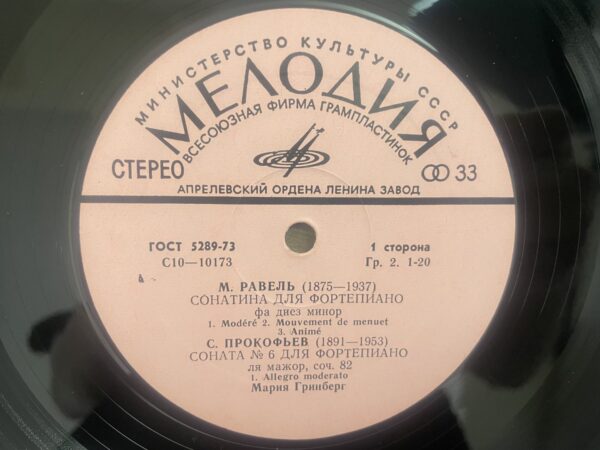 МИНИСТЕРСТВО КУЛЬТУРЫ СССР
МЕЛОДИЯ
ВСЕСОЮЗНАЯ ФИРМА ГРАМПЛАСТИНОК
СТЕРЕО 33
АПРЕЛЕВСКИЙ ОРДЕНА ЛЕНИНА ЗАВОД
ГОСТ 5289-73 1 сторона
С10—10173 Гр. 2. 1-20
М. РАВЕЛЬ (1875—1937)
СОНАТИНА ДЛЯ ФОРТЕПИАНО
фа диез минор
1. Modéré 2. Mouvement de menuet
3. Animé
С. ПРОКОФЬЕВ (1891—1953)
СОНАТА № 6 ДЛЯ ФОРТЕПИАНО
ля мажор, соч. 82
1. Allegro moderato
Мария Гринберг